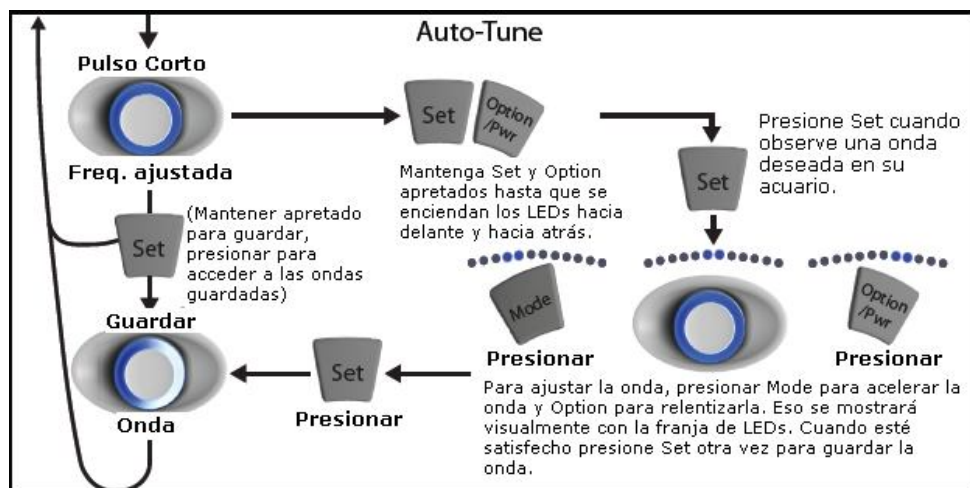 Auto-Tune
Pulso Corto
Freq. ajustada
Set
Option
/Pwr
Mantenga Set y Option
apretados hasta que se
enciendan los LEDs hacia
delante y hacia atrás.
Set
Presione Set cuando
observe una onda
deseada en su
acuario.
Set
(Mantener apretado
para guardar,
presionar para
acceder a las ondas
guardadas)
Mode
Presionar
Option
/Pwr
Presionar
Para ajustar la onda, presionar Mode para acelerar la
onda y Option para relentizarla. Eso se mostrará
visualmente con la franja de LEDs. Cuando esté
satisfecho presione Set otra vez para guardar la
onda.
Set
Presionar
Guardar
Onda